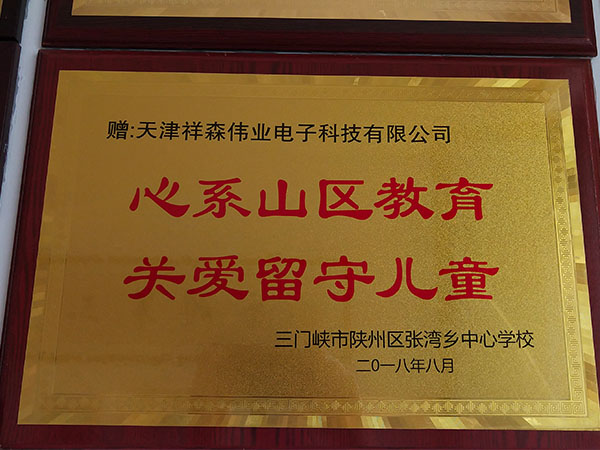 赠:天津祥森伟业电子科技有限公司
心系山区教育
关爱留守儿童
三门峡市陕州区张湾乡中心学校
二0一八年八月